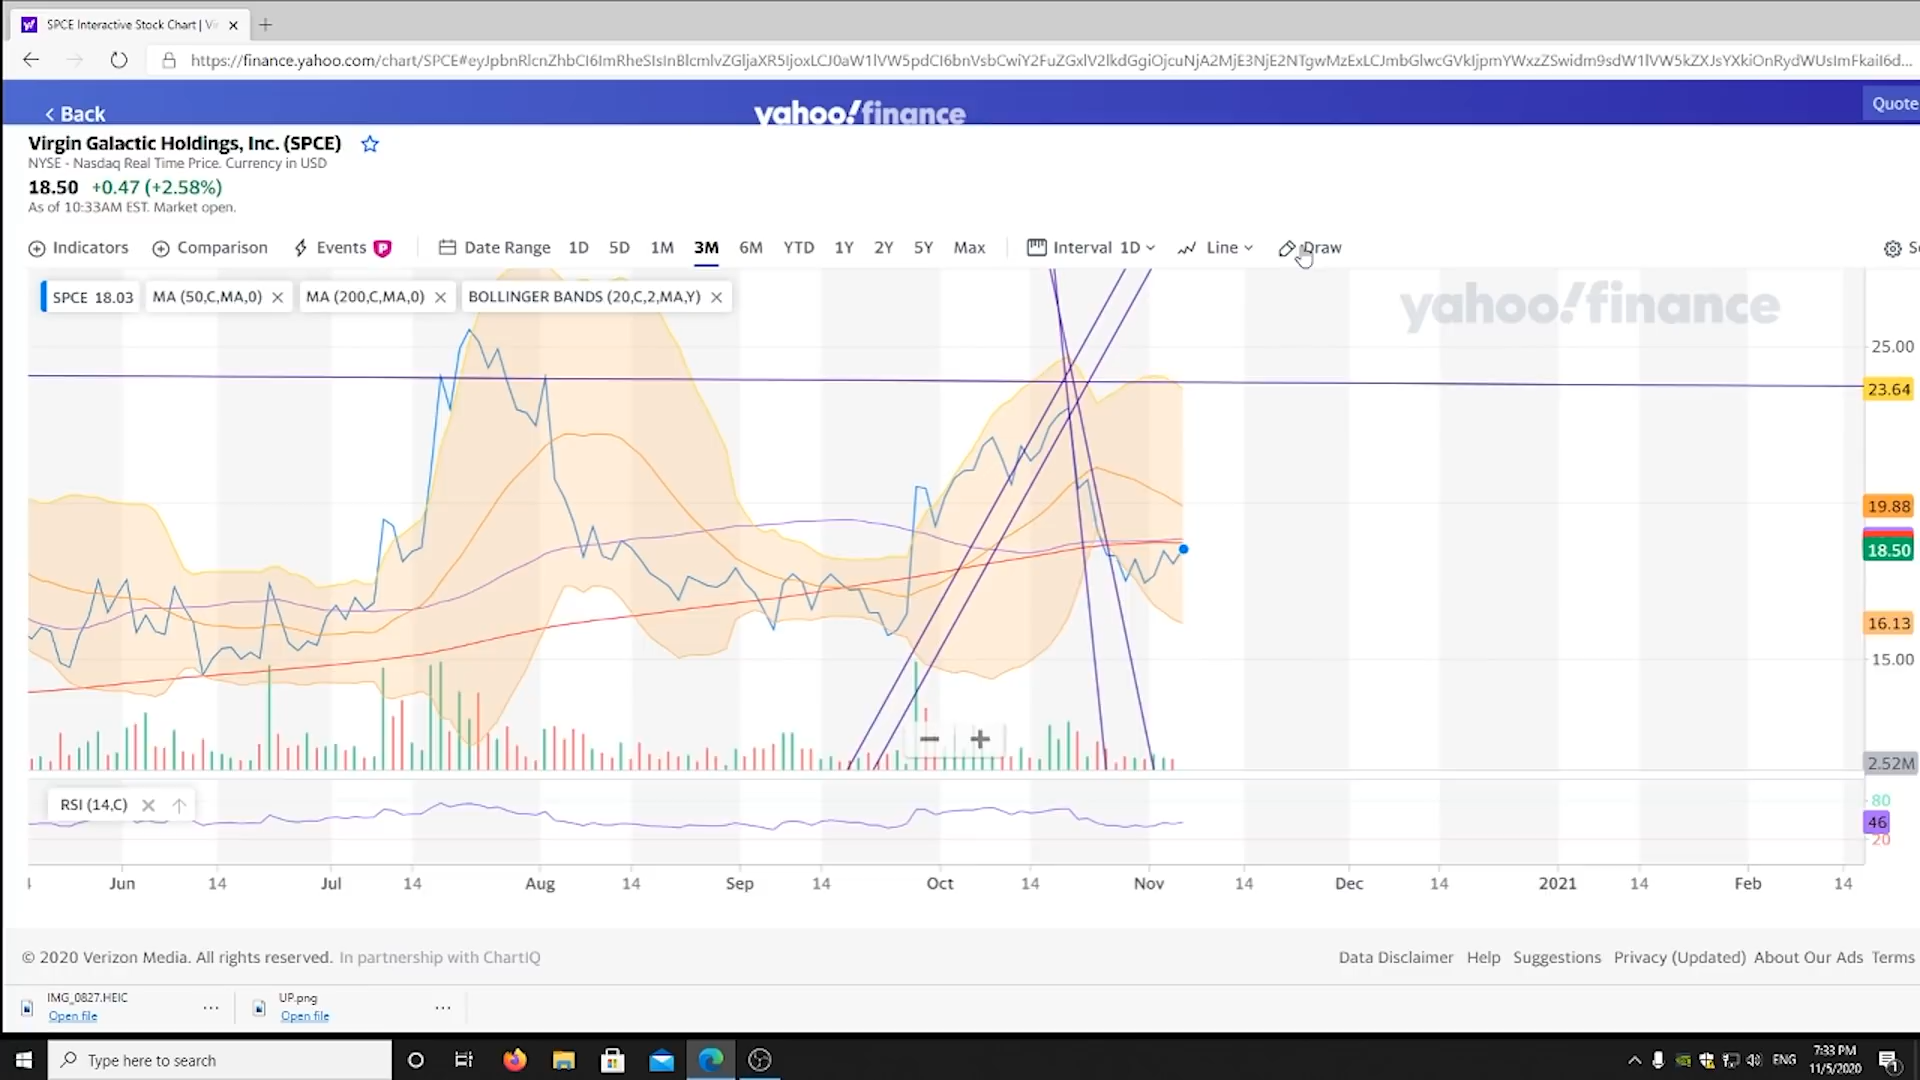 SPCE Interactive Stock Chart | Vi
https://finance.yahoo.com/chart/SPCE#
Back
yahoo!finance
Quote
Virgin Galactic Holdings, Inc. (SPCE)
NYSE - Nasdaq Real Time Price. Currency in USD
18.50 +0.47 (+2.58%)
As of 10:33AM EST. Market open.
Indicators Comparison Events P Date Range 1D 5D 1M 3M 6M YTD 1Y 2Y 5Y Max Interval 1D Line Draw Se
SPCE 18.03 MA (50,C,MA,0) MA (200,C,MA,0) BOLLINGER BANDS (20,C,2,MA,Y)
yahoo!finance
25.00
23.64
19.88
18.50
16.13
15.00
2.52M
RSI (14,C)
80
46
20
Jun 14 Jul 14 Aug 14 Sep 14 Oct 14 Nov 14 Dec 14 2021 14 Feb 14
© 2020 Verizon Media. All rights reserved. In partnership with ChartIQ
Data Disclaimer Help Suggestions Privacy (Updated) About Our Ads Terms
IMG_0827.HEIC
Open file
UP.png
Open file
Type here to search
ENG
7:33 PM
11/5/2020
1